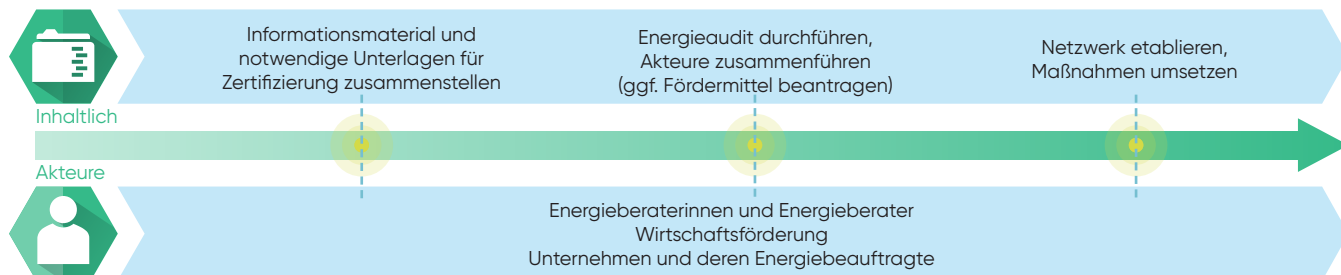 Informationsmaterial und
notwendige Unterlagen für
Zertifizierung zusammenstellen
Energieaudit durchführen,
Akteure zusammenführen
(ggf. Fördermittel beantragen)
Netzwerk etablieren,
Maßnahmen umsetzen
Inhaltlich
Akteure
Energieberaterinnen und Energieberater
Wirtschaftsförderung
Unternehmen und deren Energiebeauftragte